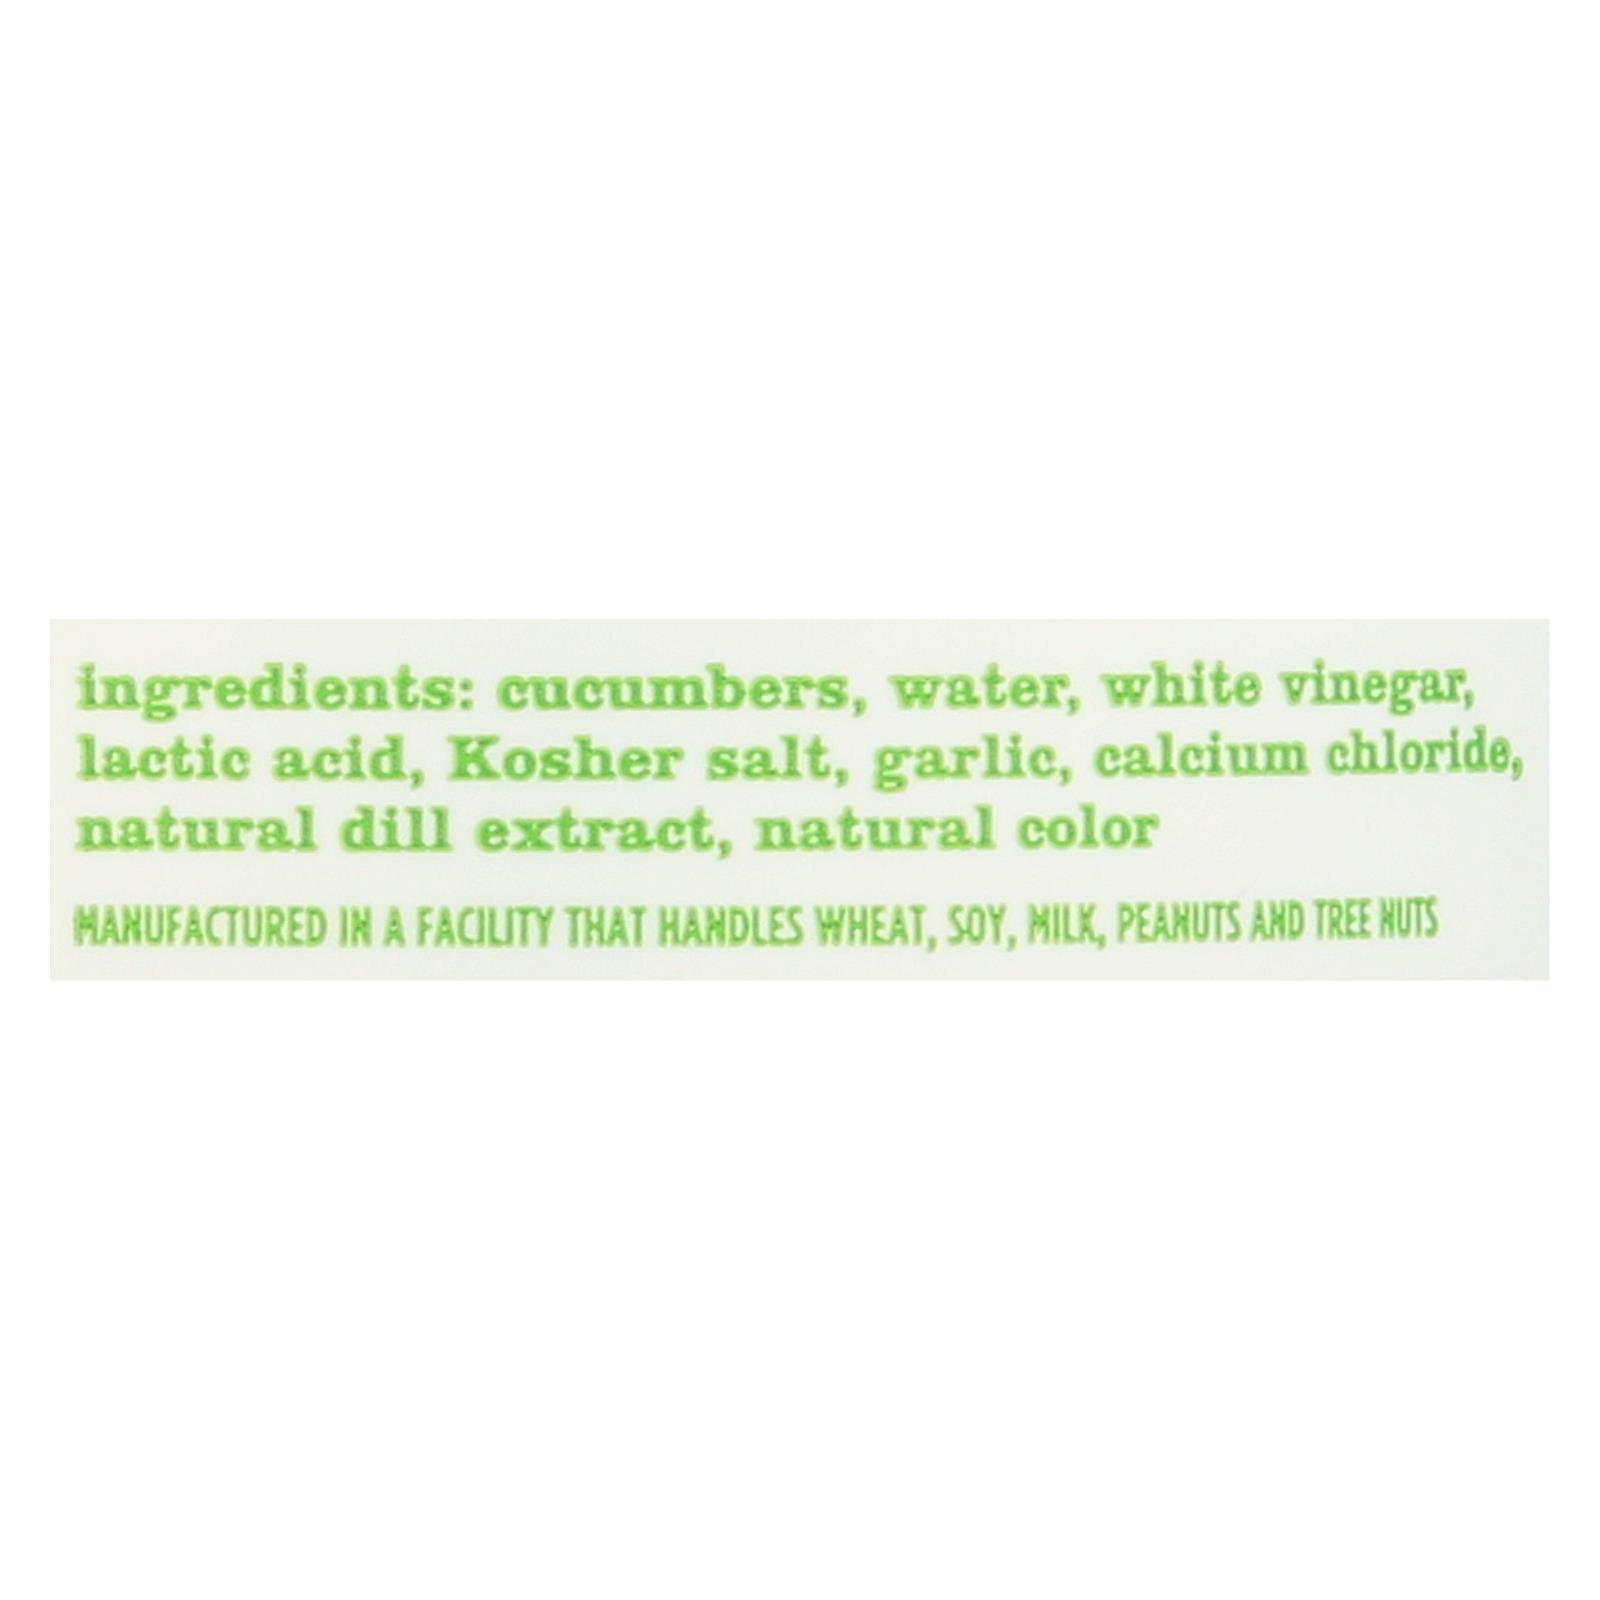 ingredients: cucumbers, water, white vinegar,
lactic acid, Kosher salt, garlic, calcium chloride,
natural dill extract, natural color
MANUFACTURED IN A FACILITY THAT HANDLES WHEAT, SOY, MILK, PEANUTS AND TREE NUTS